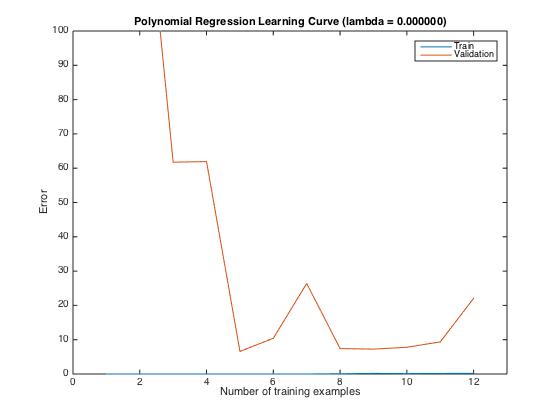 Polynomial Regression Learning Curve (lambda = 0.000000)
Train
Validation
100
90
80
70
60
50
40
30
20
10
0
Error
0 2 4 6 8 10 12
Number of training examples